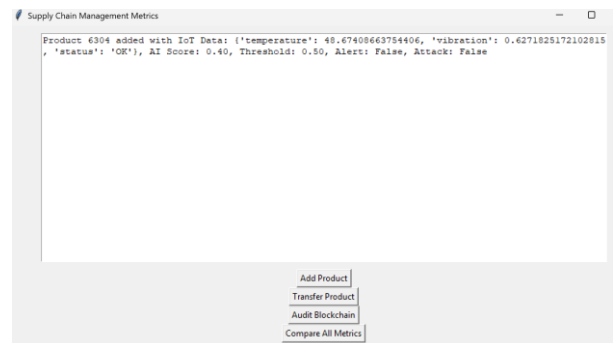 Supply Chain Management Metrics
Product 6304 added with IoT Data: {'temperature': 48.67408663754406, 'vibration': 0.6271825172102815
, 'status': 'OK'}, AI Score: 0.40, Threshold: 0.50, Alert: False, Attack: False
Add Product
Transfer Product
Audit Blockchain
Compare All Metrics